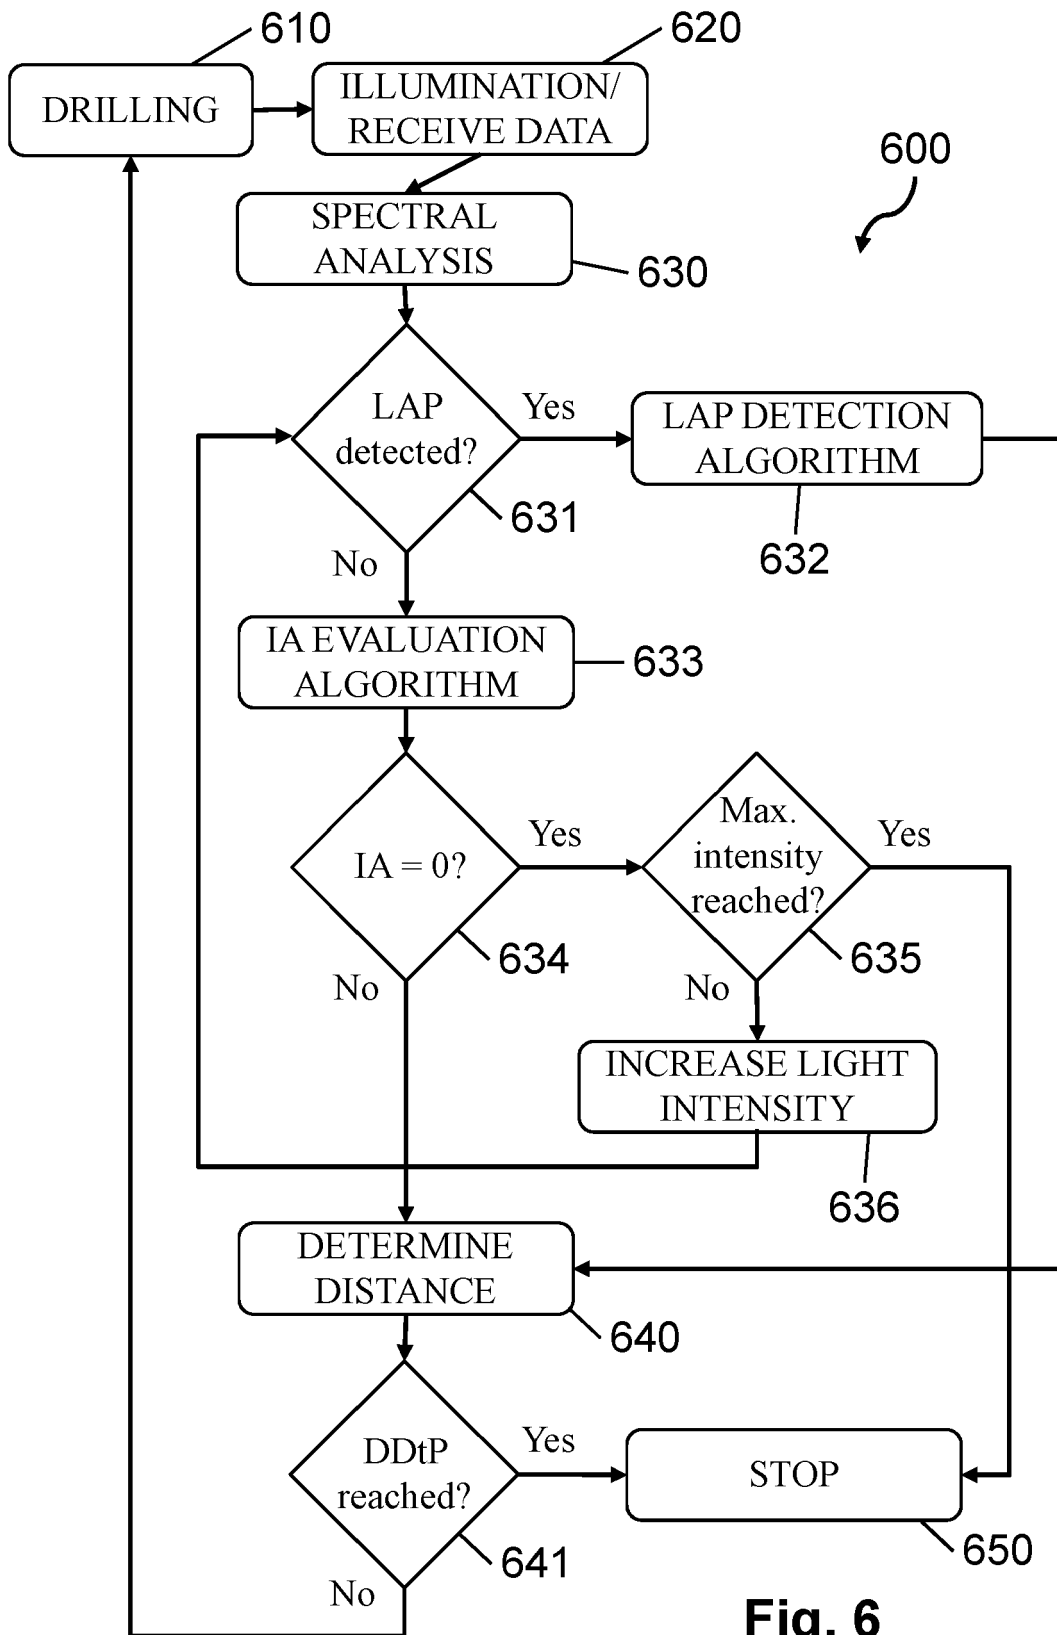 610
620
DRILLING
ILLUMINATION/
RECEIVE DATA
600
SPECTRAL
ANALYSIS
630
LAP
detected?
Yes
LAP DETECTION
ALGORITHM
631
632
No
IA EVALUATION
ALGORITHM
633
IA = 0?
Yes
Max.
intensity
reached?
Yes
634
635
No
No
INCREASE LIGHT
INTENSITY
636
DETERMINE
DISTANCE
640
DDtP
reached?
Yes
STOP
641
650
No
Fig. 6